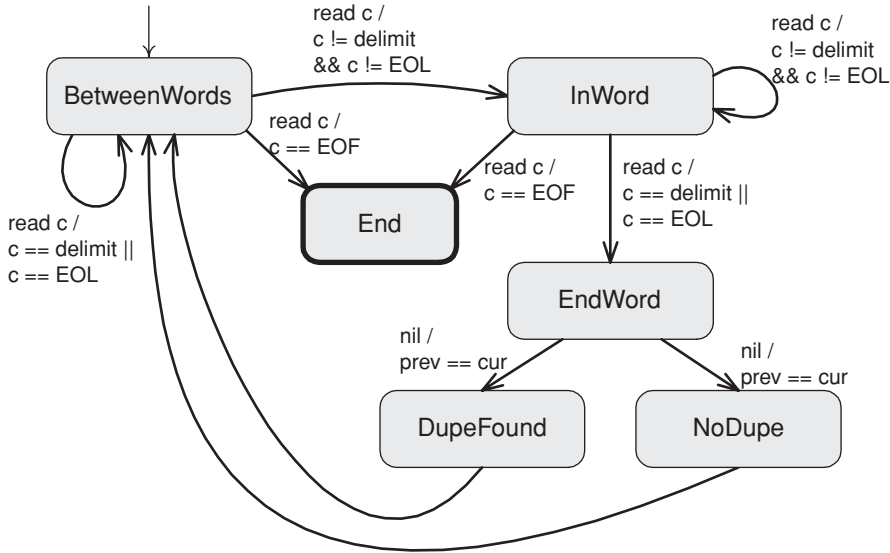 read c /
c != delimit
&& c != EOL
read c /
c != delimit
&& c != EOL
BetweenWords
InWord
read c /
c == EOF
read c /
c == EOF
read c /
c == delimit ||
c == EOL
End
read c /
c == delimit ||
c == EOL
EndWord
nil /
prev == cur
nil /
prev == cur
DupeFound
NoDupe